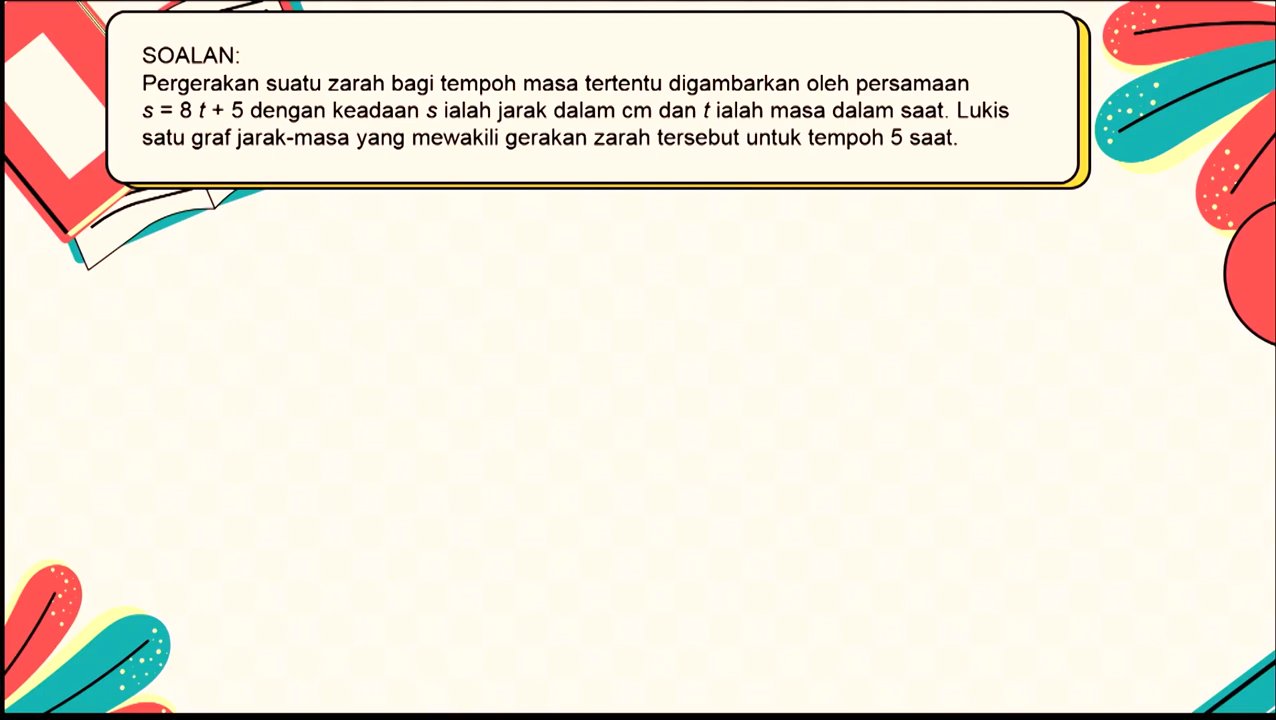 SOALAN:
Pergerakan suatu zarah bagi tempoh masa tertentu digambarkan oleh persamaan
s = 8 t + 5 dengan keadaan s ialah jarak dalam cm dan t ialah masa dalam saat. Lukis
satu graf jarak-masa yang mewakili gerakan zarah tersebut untuk tempoh 5 saat.